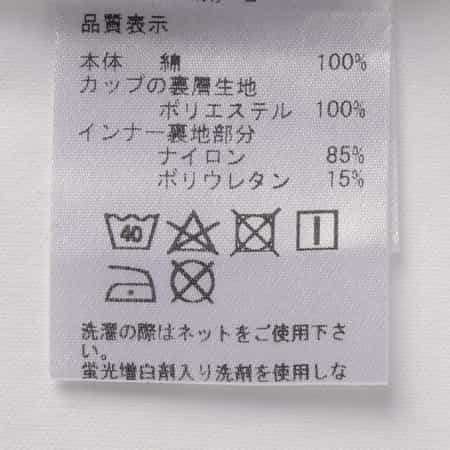 品質表示
本体 綿 100%
カップの裏層生地
ポリエステル 100%
インナー裏地部分
ナイロン 85%
ポリウレタン 15%
40
洗濯の際はネットをご使用下さ
い。
蛍光増白剤入り洗剤を使用しな